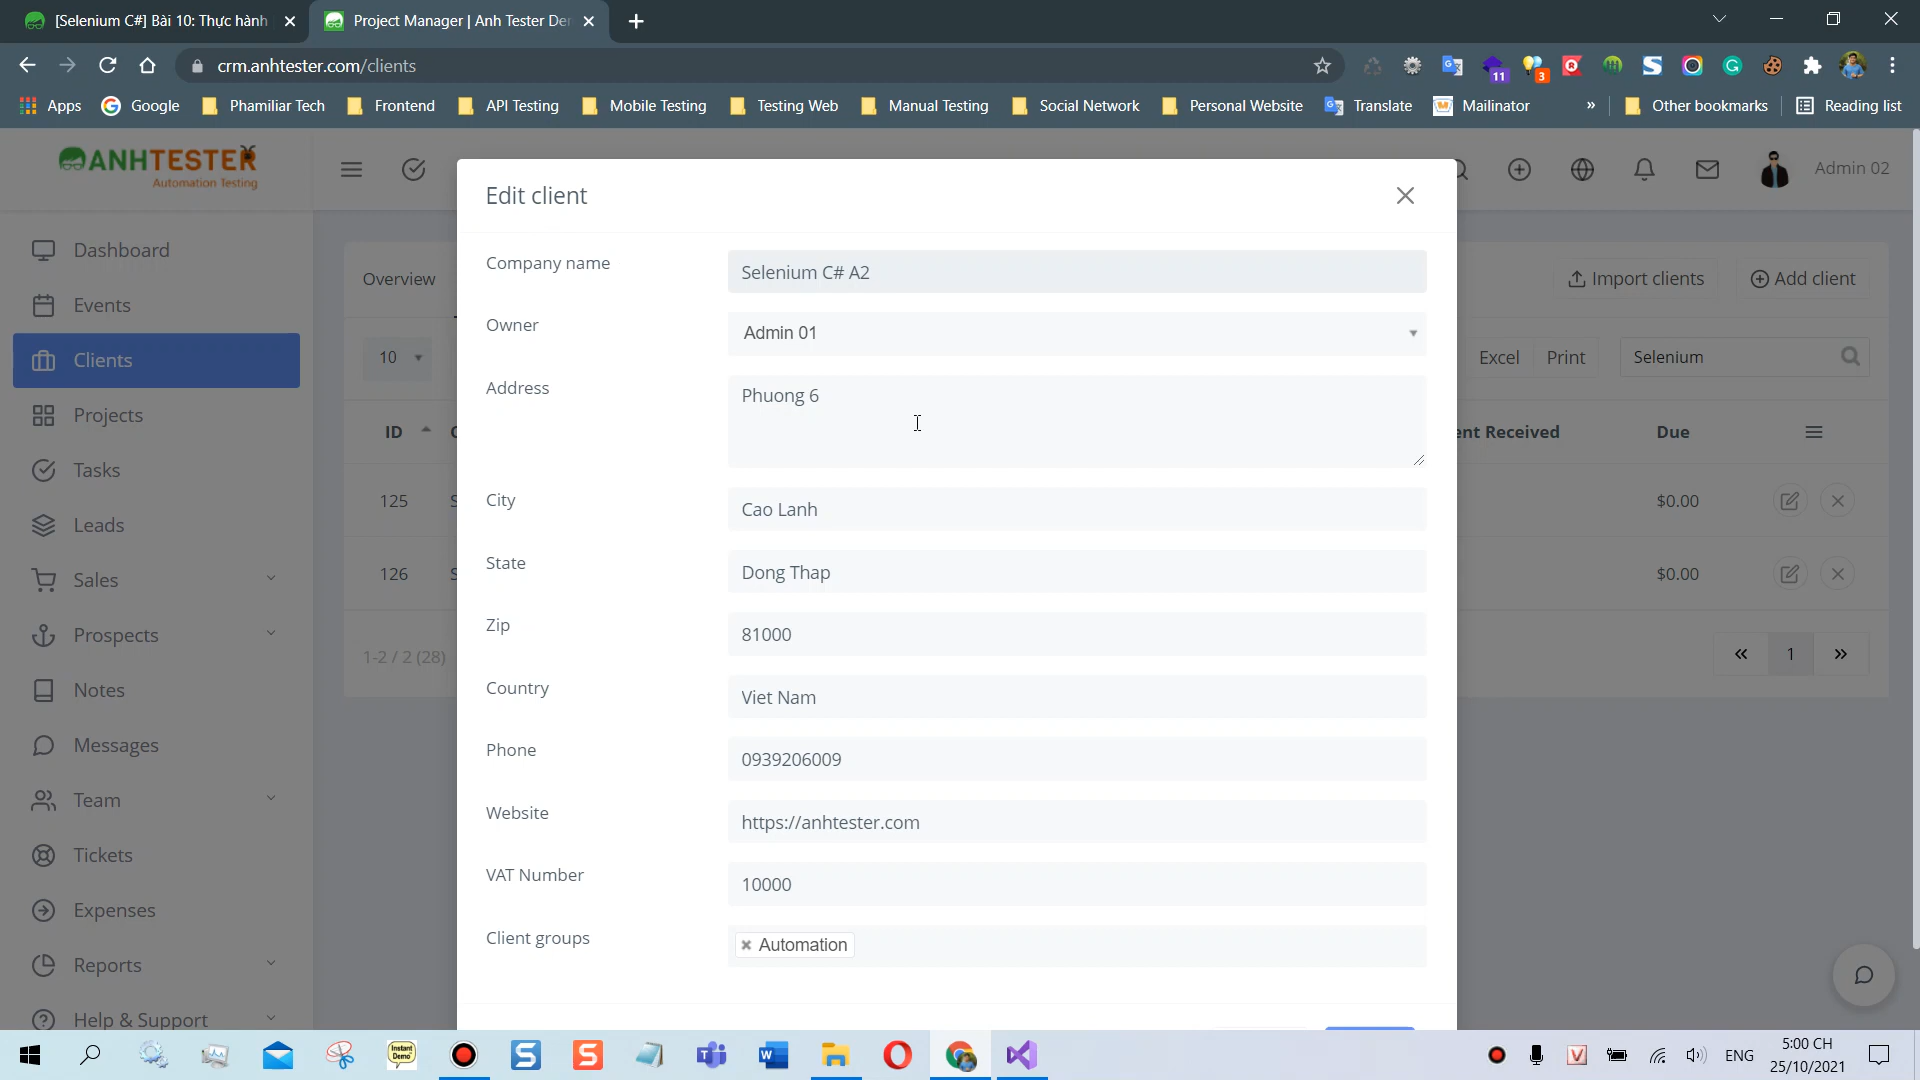 [Selenium C#] Bài 10: Thực hành
Project Manager | Anh Tester De
crm.anhtester.com/clients
11
3
Apps
Google
Phamiliar Tech
Frontend
API Testing
Mobile Testing
Testing Web
Manual Testing
Social Network
Personal Website
Translate
Mailinator
»
Other bookmarks
Reading list
ANHTESTER
Automation Testing
Admin 02
Dashboard
Events
Clients
Projects
Tasks
Leads
Sales
Prospects
Notes
Messages
Team
Tickets
Expenses
Reports
Help & Support
Overview
Import clients
Add client
10
Excel
Print
Selenium
ID
ent Received
Due
125
$0.00
126
$0.00
1-2 / 2 (28)
«
1
»
Edit client
Company name
Selenium C# A2
Owner
Admin 01
Address
Phuong 6
City
Cao Lanh
State
Dong Thap
Zip
81000
Country
Viet Nam
Phone
0939206009
Website
https://anhtester.com
VAT Number
10000
Client groups
Automation
Instant
Demo
ENG
5:00 CH
25/10/2021